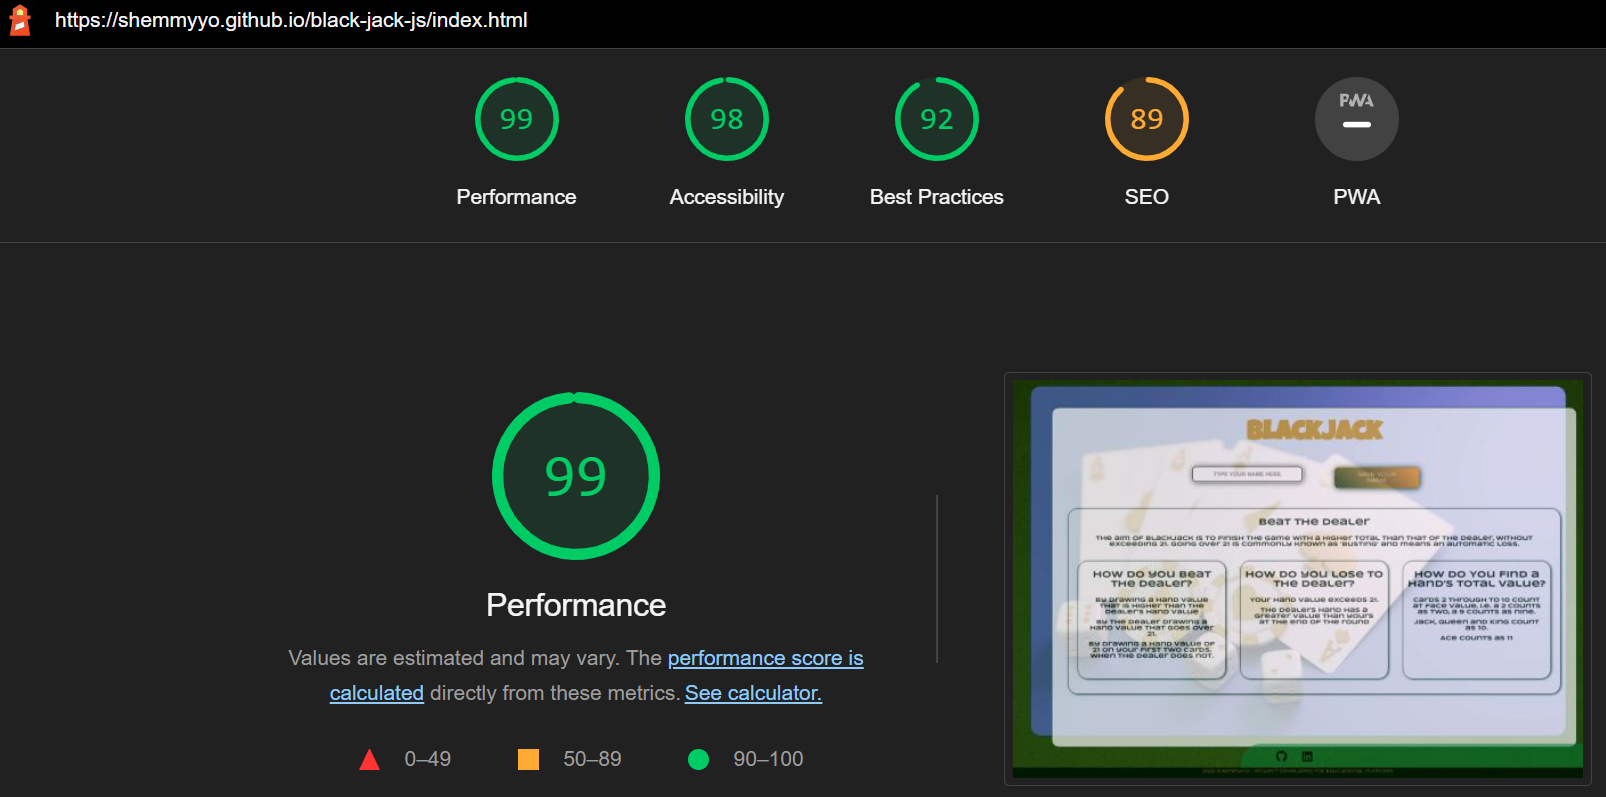 https://shemmyyo.github.io/black-jack-js/index.html
99
98
92
89
PWA
Performance
Accessibility
Best Practices
SEO
PWA
99
Performance
Values are estimated and may vary. The performance score is
calculated directly from these metrics. See calculator.
0–49
50–89
90–100
BLACKJACK
TYPE YOUR NAME HERE
SAVE YOUR
NAME
Beat the Dealer
The aim of Blackjack is to finish the game with a higher total than that of the dealer, without
exceeding 21. Going over 21 is commonly known as 'busting' and means an automatic loss.
How do you beat
the dealer?
By drawing a hand value
that is higher than the
dealer's hand value
By the dealer drawing a
hand value that goes over
21.
By drawing a hand value of
21 on your first two cards,
when the dealer does not.
How do you lose to
the dealer?
Your hand value exceeds 21.
The dealer's hand has a
greater value than yours
at the end of the round
How do you find a
hand's total value?
Cards 2 through to 10 count
at face value, i.e. a 2 counts
as two, a 9 counts as nine.
Jack, Queen and King count
as 10.
Ace counts as 11